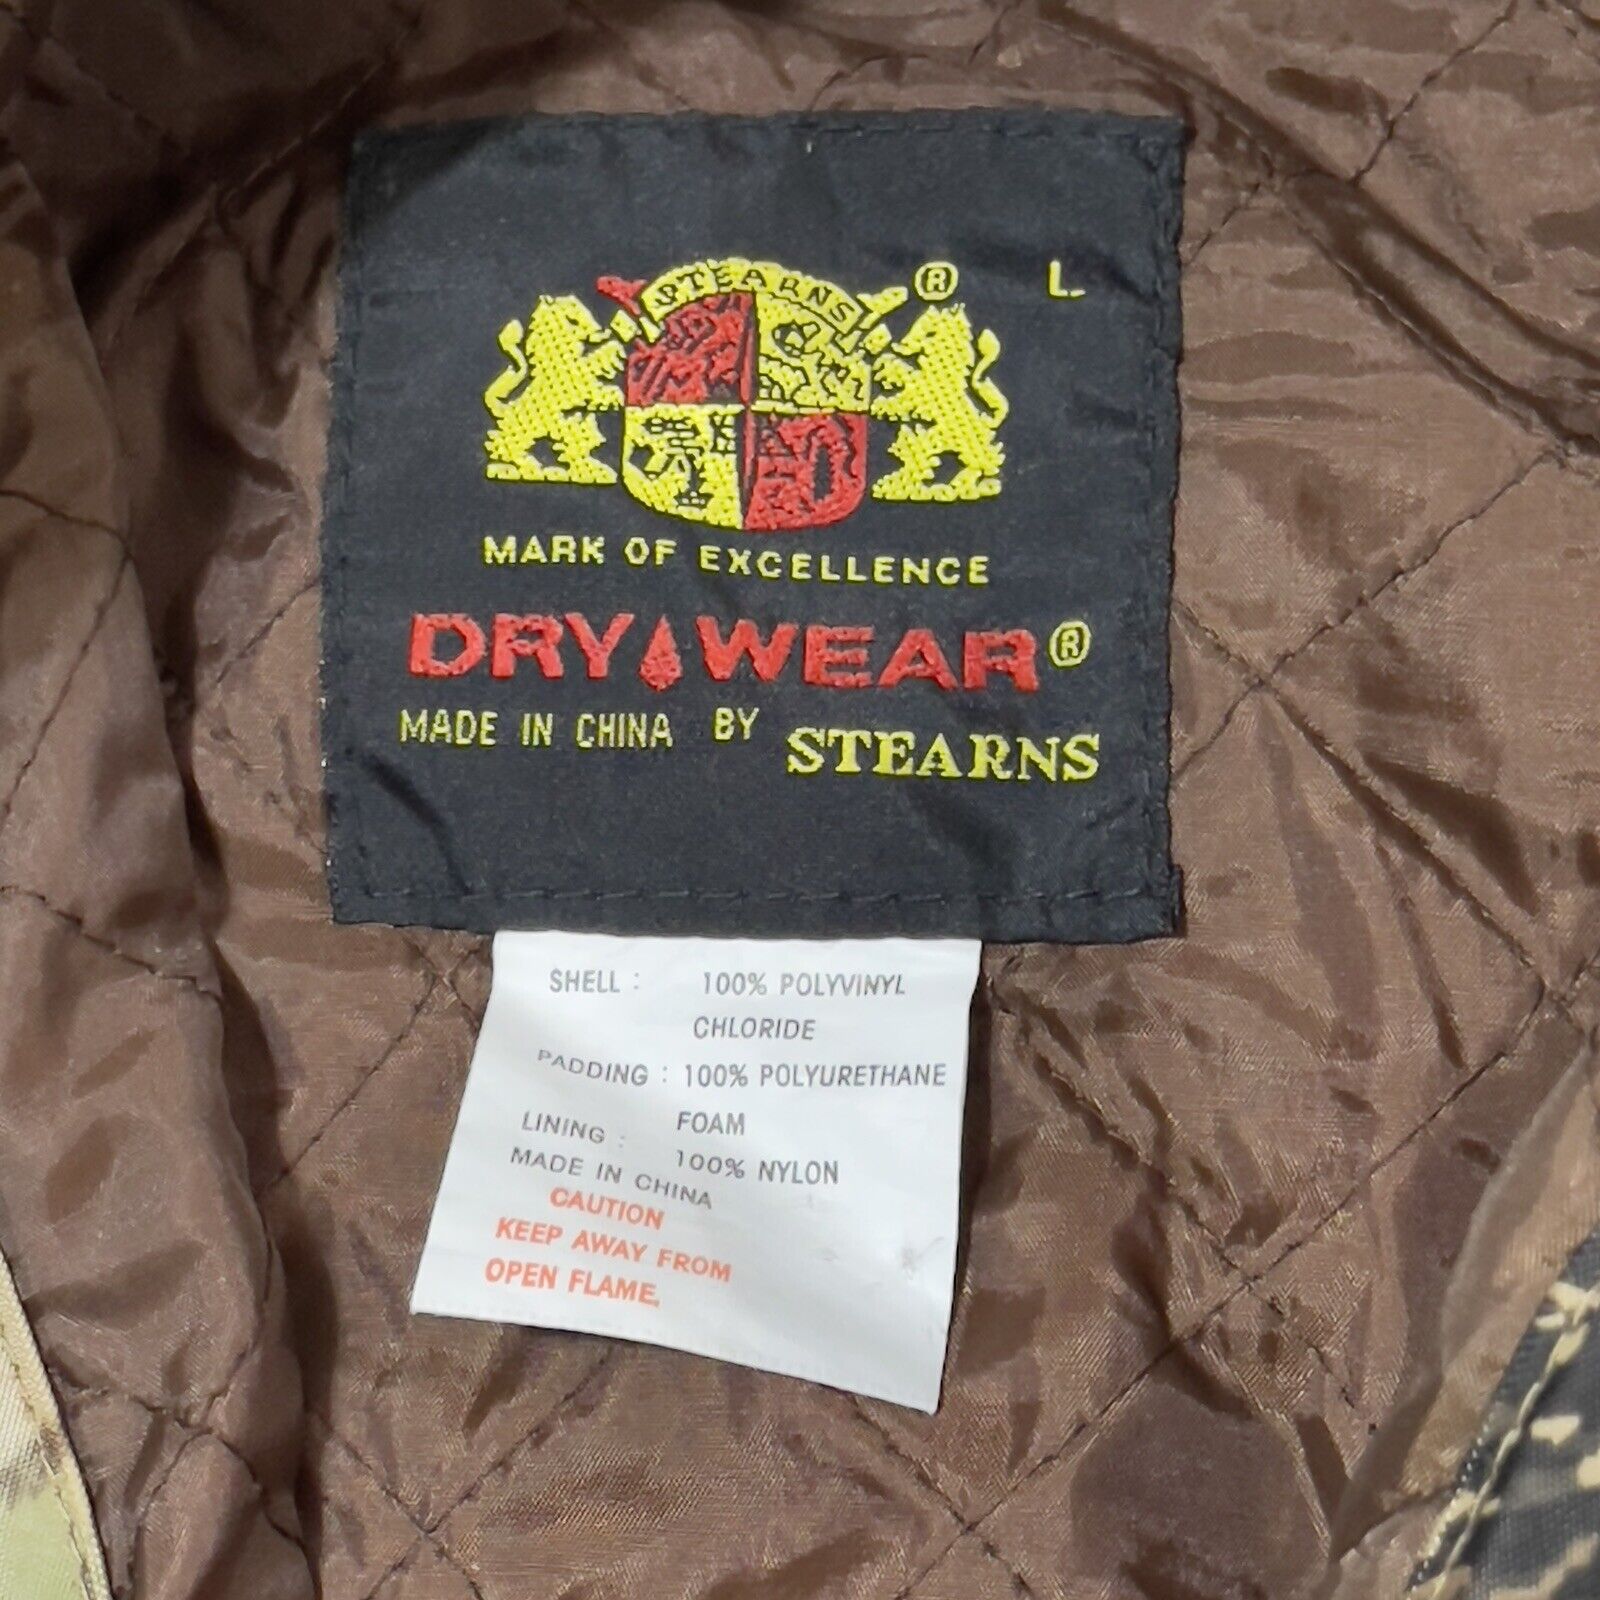 STEARNS ® L
MARK OF EXCELLENCE
DRY WEAR®
MADE IN CHINA BY STEARNS
SHELL : 100% POLYVINYL
CHLORIDE
PADDING : 100% POLYURETHANE
FOAM
LINING : 100% NYLON
MADE IN CHINA
CAUTION
KEEP AWAY FROM
OPEN FLAME.